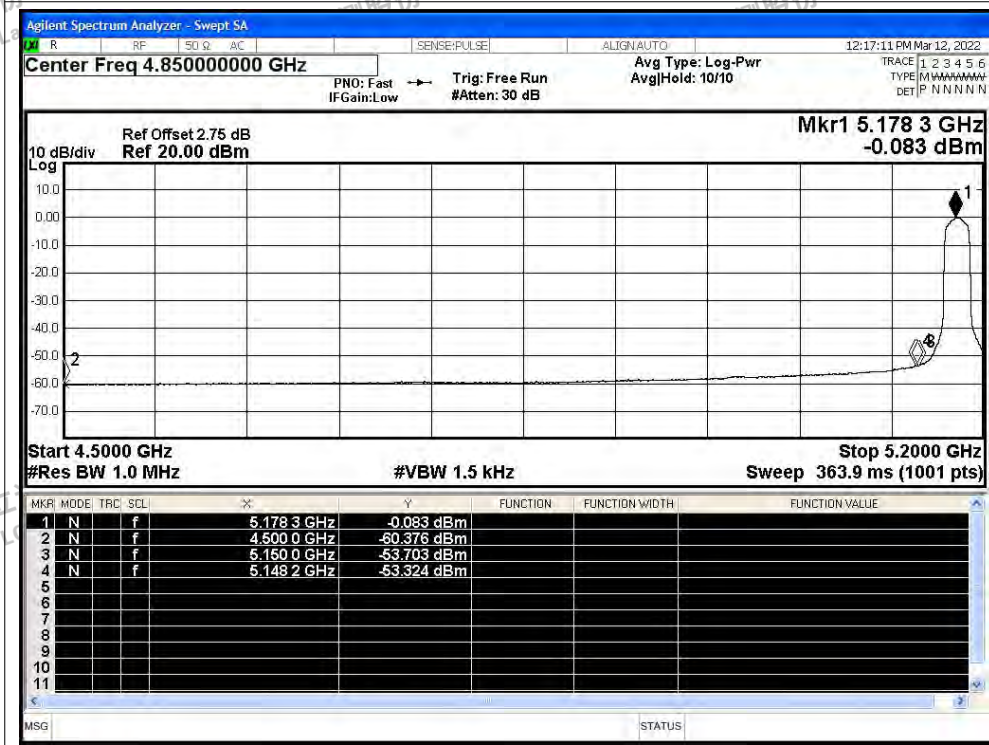 Agilent Spectrum Analyzer - Swept SA
R RF 50 Ω AC SENSE:PULSE ALIGN AUTO 12:17:11 PM Mar 12, 2022
Center Freq 4.850000000 GHz Avg Type: Log-Pwr TRACE 1 2 3 4 5 6
PNO: Fast Trig: Free Run Avg|Hold: 10/10 TYPE M
IFGain:Low #Atten: 30 dB DET P N N N N N
Mkr1 5.178 3 GHz
Ref Offset 2.75 dB
10 dB/div Ref 20.00 dBm -0.083 dBm
Log
10.0
1
0.00
-10.0
-20.0
-30.0
-40.0
-50.0
2
-60.0
-70.0
Start 4.5000 GHz Stop 5.2000 GHz
#Res BW 1.0 MHz #VBW 1.5 kHz Sweep 363.9 ms (1001 pts)
MKR MODE TRC SCL X Y FUNCTION FUNCTION WIDTH FUNCTION VALUE
1 N f 5.178 3 GHz -0.083 dBm
2 N f 4.500 0 GHz -60.376 dBm
3 N f 5.150 0 GHz -53.703 dBm
4 N f 5.148 2 GHz -53.324 dBm
5
6
7
8
9
10
11
MSG STATUS